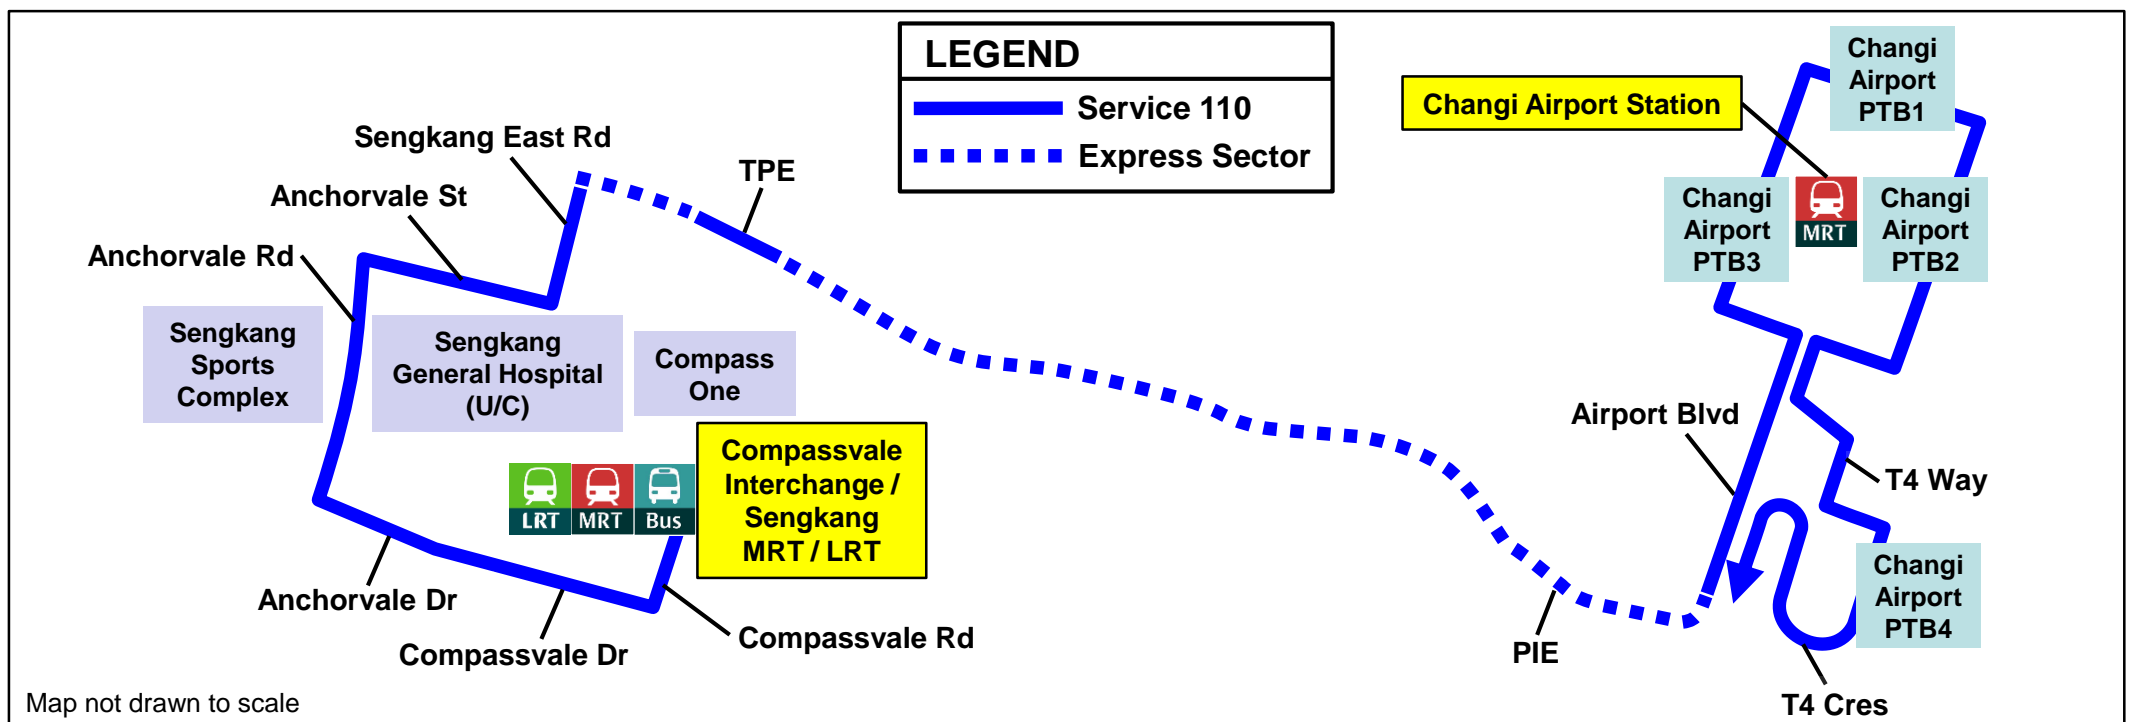 LEGEND
Service 110
Express Sector
Changi
Airport
PTB1
Changi Airport Station
Sengkang East Rd
TPE
Anchorvale St
Changi
Airport
PTB3
MRT
Changi
Airport
PTB2
Anchorvale Rd
Sengkang
Sports
Complex
Sengkang
General Hospital
(U/C)
Compass
One
Airport Blvd
Compassvale
Interchange /
Sengkang
MRT / LRT
LRT
MRT
Bus
T4 Way
Changi
Airport
PTB4
Anchorvale Dr
Compassvale Rd
Compassvale Dr
PIE
T4 Cres
Map not drawn to scale